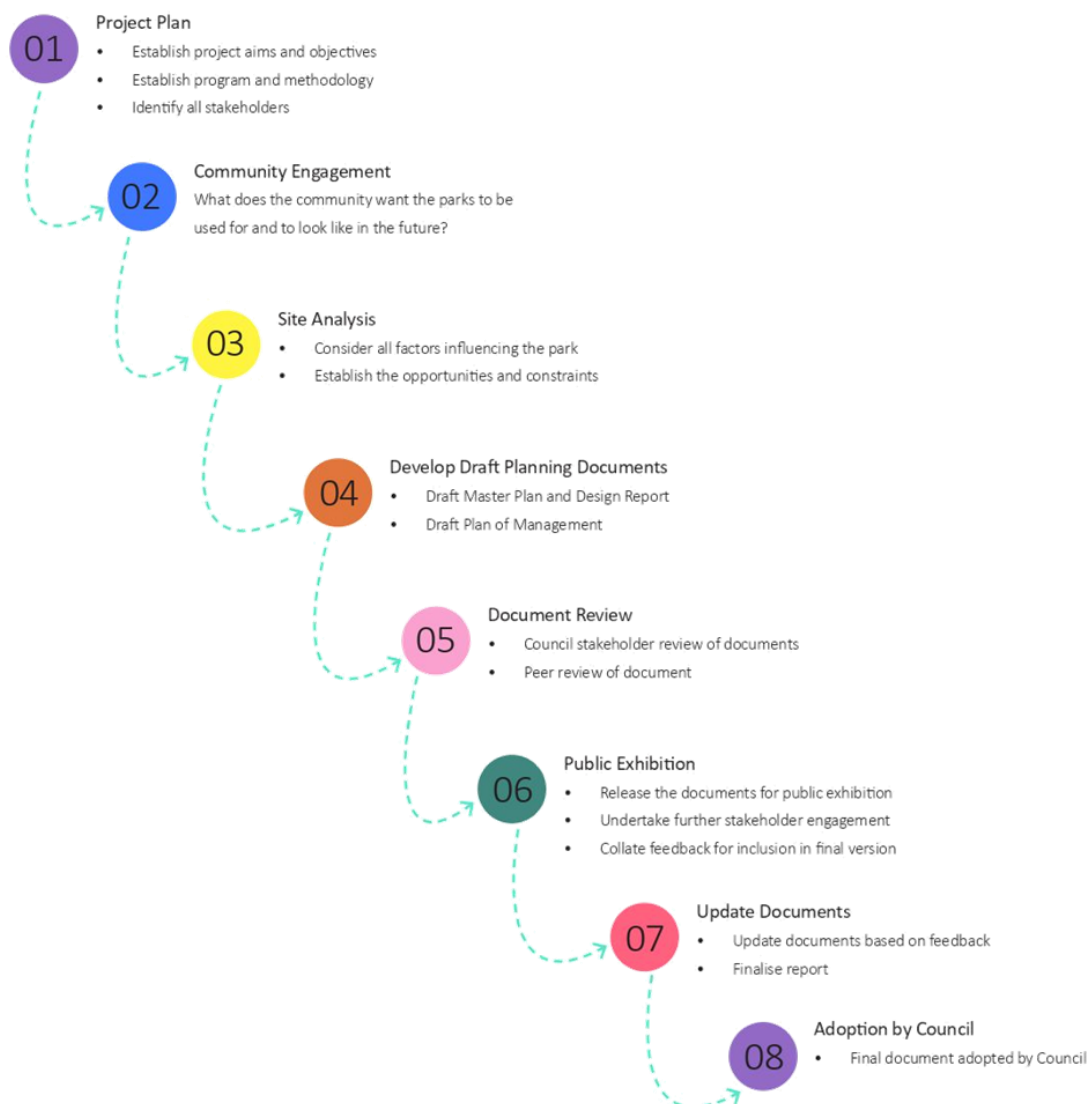 01
Project Plan
• Establish project aims and objectives
• Establish program and methodology
• Identify all stakeholders
02
Community Engagement
What does the community want the parks to be
used for and to look like in the future?
03
Site Analysis
• Consider all factors influencing the park
• Establish the opportunities and constraints
04
Develop Draft Planning Documents
• Draft Master Plan and Design Report
• Draft Plan of Management
05
Document Review
• Council stakeholder review of documents
• Peer review of document
06
Public Exhibition
• Release the documents for public exhibition
• Undertake further stakeholder engagement
• Collate feedback for inclusion in final version
07
Update Documents
• Update documents based on feedback
• Finalise report
08
Adoption by Council
• Final document adopted by Council